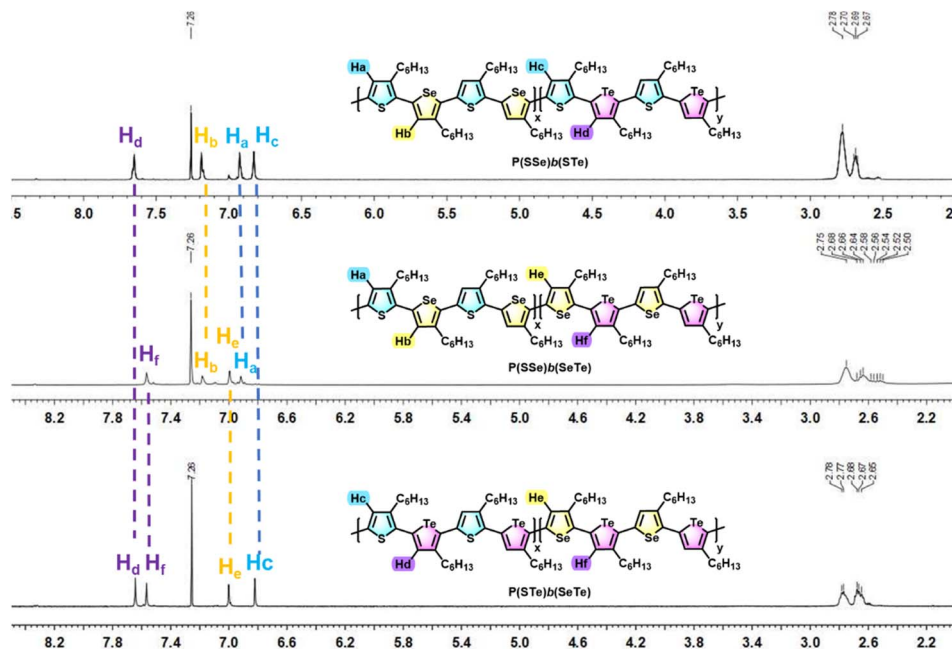 2.78
2.70
2.69
2.67
7.26
Ha
C6H13
C6H13
Hc
C6H13
C6H13
Se
Se
Te
Te
S
S
S
S
x
y
Hb
C6H13
C6H13
Hd
C6H13
C6H13
P(SSe)b(STe)
Hd
Hb
Ha
Hc
5
8.0
7.5
7.0
6.5
6.0
5.5
5.0
4.5
4.0
3.5
3.0
2.5
2.75
2.68
2.66
2.64
2.58
2.56
2.54
2.52
2.50
7.26
Ha
C6H13
C6H13
He
C6H13
C6H13
Se
Se
Te
Te
S
S
Se
Se
x
y
Hb
C6H13
C6H13
Hf
C6H13
C6H13
P(SSe)b(SeTe)
Hf
Hb
He
Ha
8.2
7.8
7.4
7.0
6.6
6.2
5.8
5.4
5.0
4.6
4.2
3.8
3.4
3.0
2.6
2.2
2.78
2.77
2.68
2.67
2.65
7.26
Hc
C6H13
C6H13
He
C6H13
C6H13
Te
Te
Te
Te
S
S
Se
Se
x
y
Hd
C6H13
C6H13
Hf
C6H13
C6H13
P(STe)b(SeTe)
Hd
Hf
He
Hc
8.2
7.8
7.4
7.0
6.6
6.2
5.8
5.4
5.0
4.6
4.2
3.8
3.4
3.0
2.6
2.2